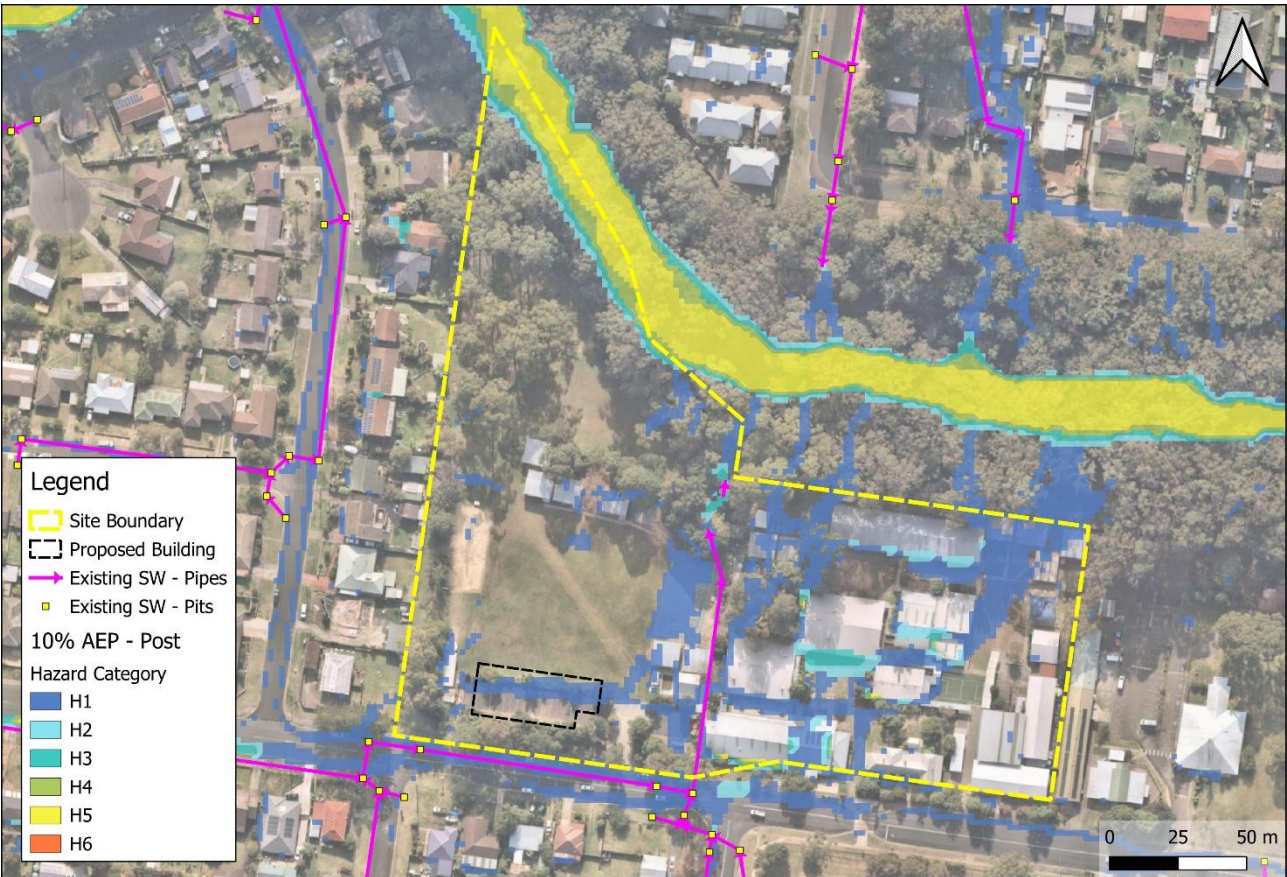 Legend
Site Boundary
Proposed Building
Existing SW - Pipes
Existing SW - Pits
10% AEP - Post
Hazard Category
H1
H2
H3
H4
H5
H6
0 25 50 m